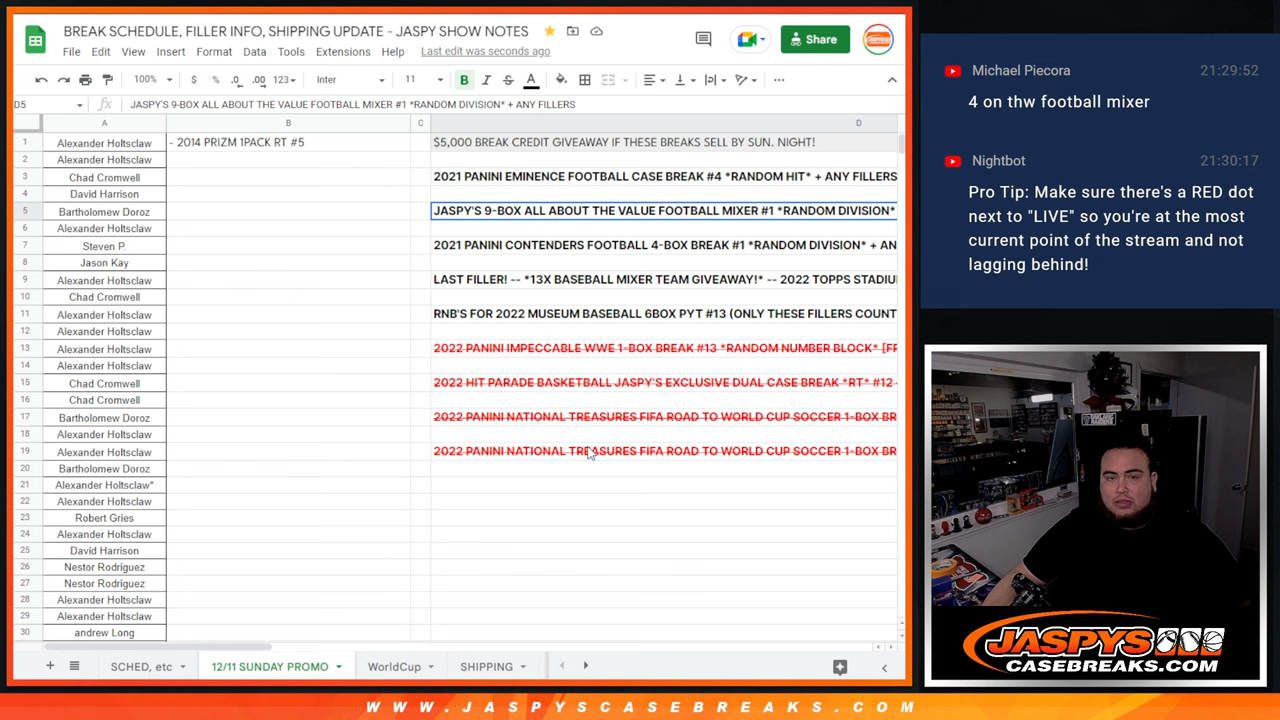 BREAK SCHEDULE, FILLER INFO, SHIPPING UPDATE - JASPY SHOW NOTES
File Edit View Insert Format Data Tools Extensions Help Last edit was seconds ago
Share
100% $ % .0 .00 123 Inter 11 B I S A
D5 fx JASPY'S 9-BOX ALL ABOUT THE VALUE FOOTBALL MIXER #1 *RANDOM DIVISION* + ANY FILLERS
A B C D
1 Alexander Holtsclaw - 2014 PRIZM 1PACK RT #5 $5,000 BREAK CREDIT GIVEAWAY IF THESE BREAKS SELL BY SUN. NIGHT!
2 Alexander Holtsclaw
3 Chad Cromwell 2021 PANINI EMINENCE FOOTBALL CASE BREAK #4 *RANDOM HIT* + ANY FILLERS
4 David Harrison
5 Bartholomew Doroz JASPY'S 9-BOX ALL ABOUT THE VALUE FOOTBALL MIXER #1 *RANDOM DIVISION*
6 Alexander Holtsclaw
7 Steven P. 2021 PANINI CONTENDERS FOOTBALL 4-BOX BREAK #1 *RANDOM DIVISION* + AN
8 Jason Kay
9 Alexander Holtsclaw LAST FILLER! -- *13X BASEBALL MIXER TEAM GIVEAWAY!* -- 2022 TOPPS STADIU
10 Chad Cromwell
11 Alexander Holtsclaw RNB'S FOR 2022 MUSEUM BASEBALL 6BOX PYT #13 (ONLY THESE FILLERS COUNT
12 Alexander Holtsclaw
13 Alexander Holtsclaw 2022 PANINI IMPECCABLE WWE 1-BOX BREAK #13 *RANDOM NUMBER BLOCK* [FR
14 Alexander Holtsclaw
15 Chad Cromwell 2022 HIT PARADE BASKETBALL JASPY'S EXCLUSIVE DUAL CASE BREAK *RT* #12
16 Chad Cromwell
17 Bartholomew Doroz 2022 PANINI NATIONAL TREASURES FIFA ROAD TO WORLD CUP SOCCER 1-BOX BR
18 Alexander Holtsclaw
19 Alexander Holtsclaw 2022 PANINI NATIONAL TREASURES FIFA ROAD TO WORLD CUP SOCCER 1-BOX BR
20 Bartholomew Doroz
21 Alexander Holtsclaw*
22 Alexander Holtsclaw
23 Robert Gries
24 Alexander Holtsclaw
25 David Harrison
26 Nestor Rodriguez
27 Nestor Rodriguez
28 Alexander Holtsclaw
29 Alexander Holtsclaw
30 andrew Long
SCHED, etc 12/11 SUNDAY PROMO WorldCup SHIPPING
Michael Piecora 21:29:52
4 on thw football mixer
Nightbot 21:30:17
Pro Tip: Make sure there's a RED dot
next to "LIVE" so you're at the most
current point of the stream and not
lagging behind!
JASPYS
CASEBREAKS.COM
WWW.JASPYSCASEBREAKS.COM